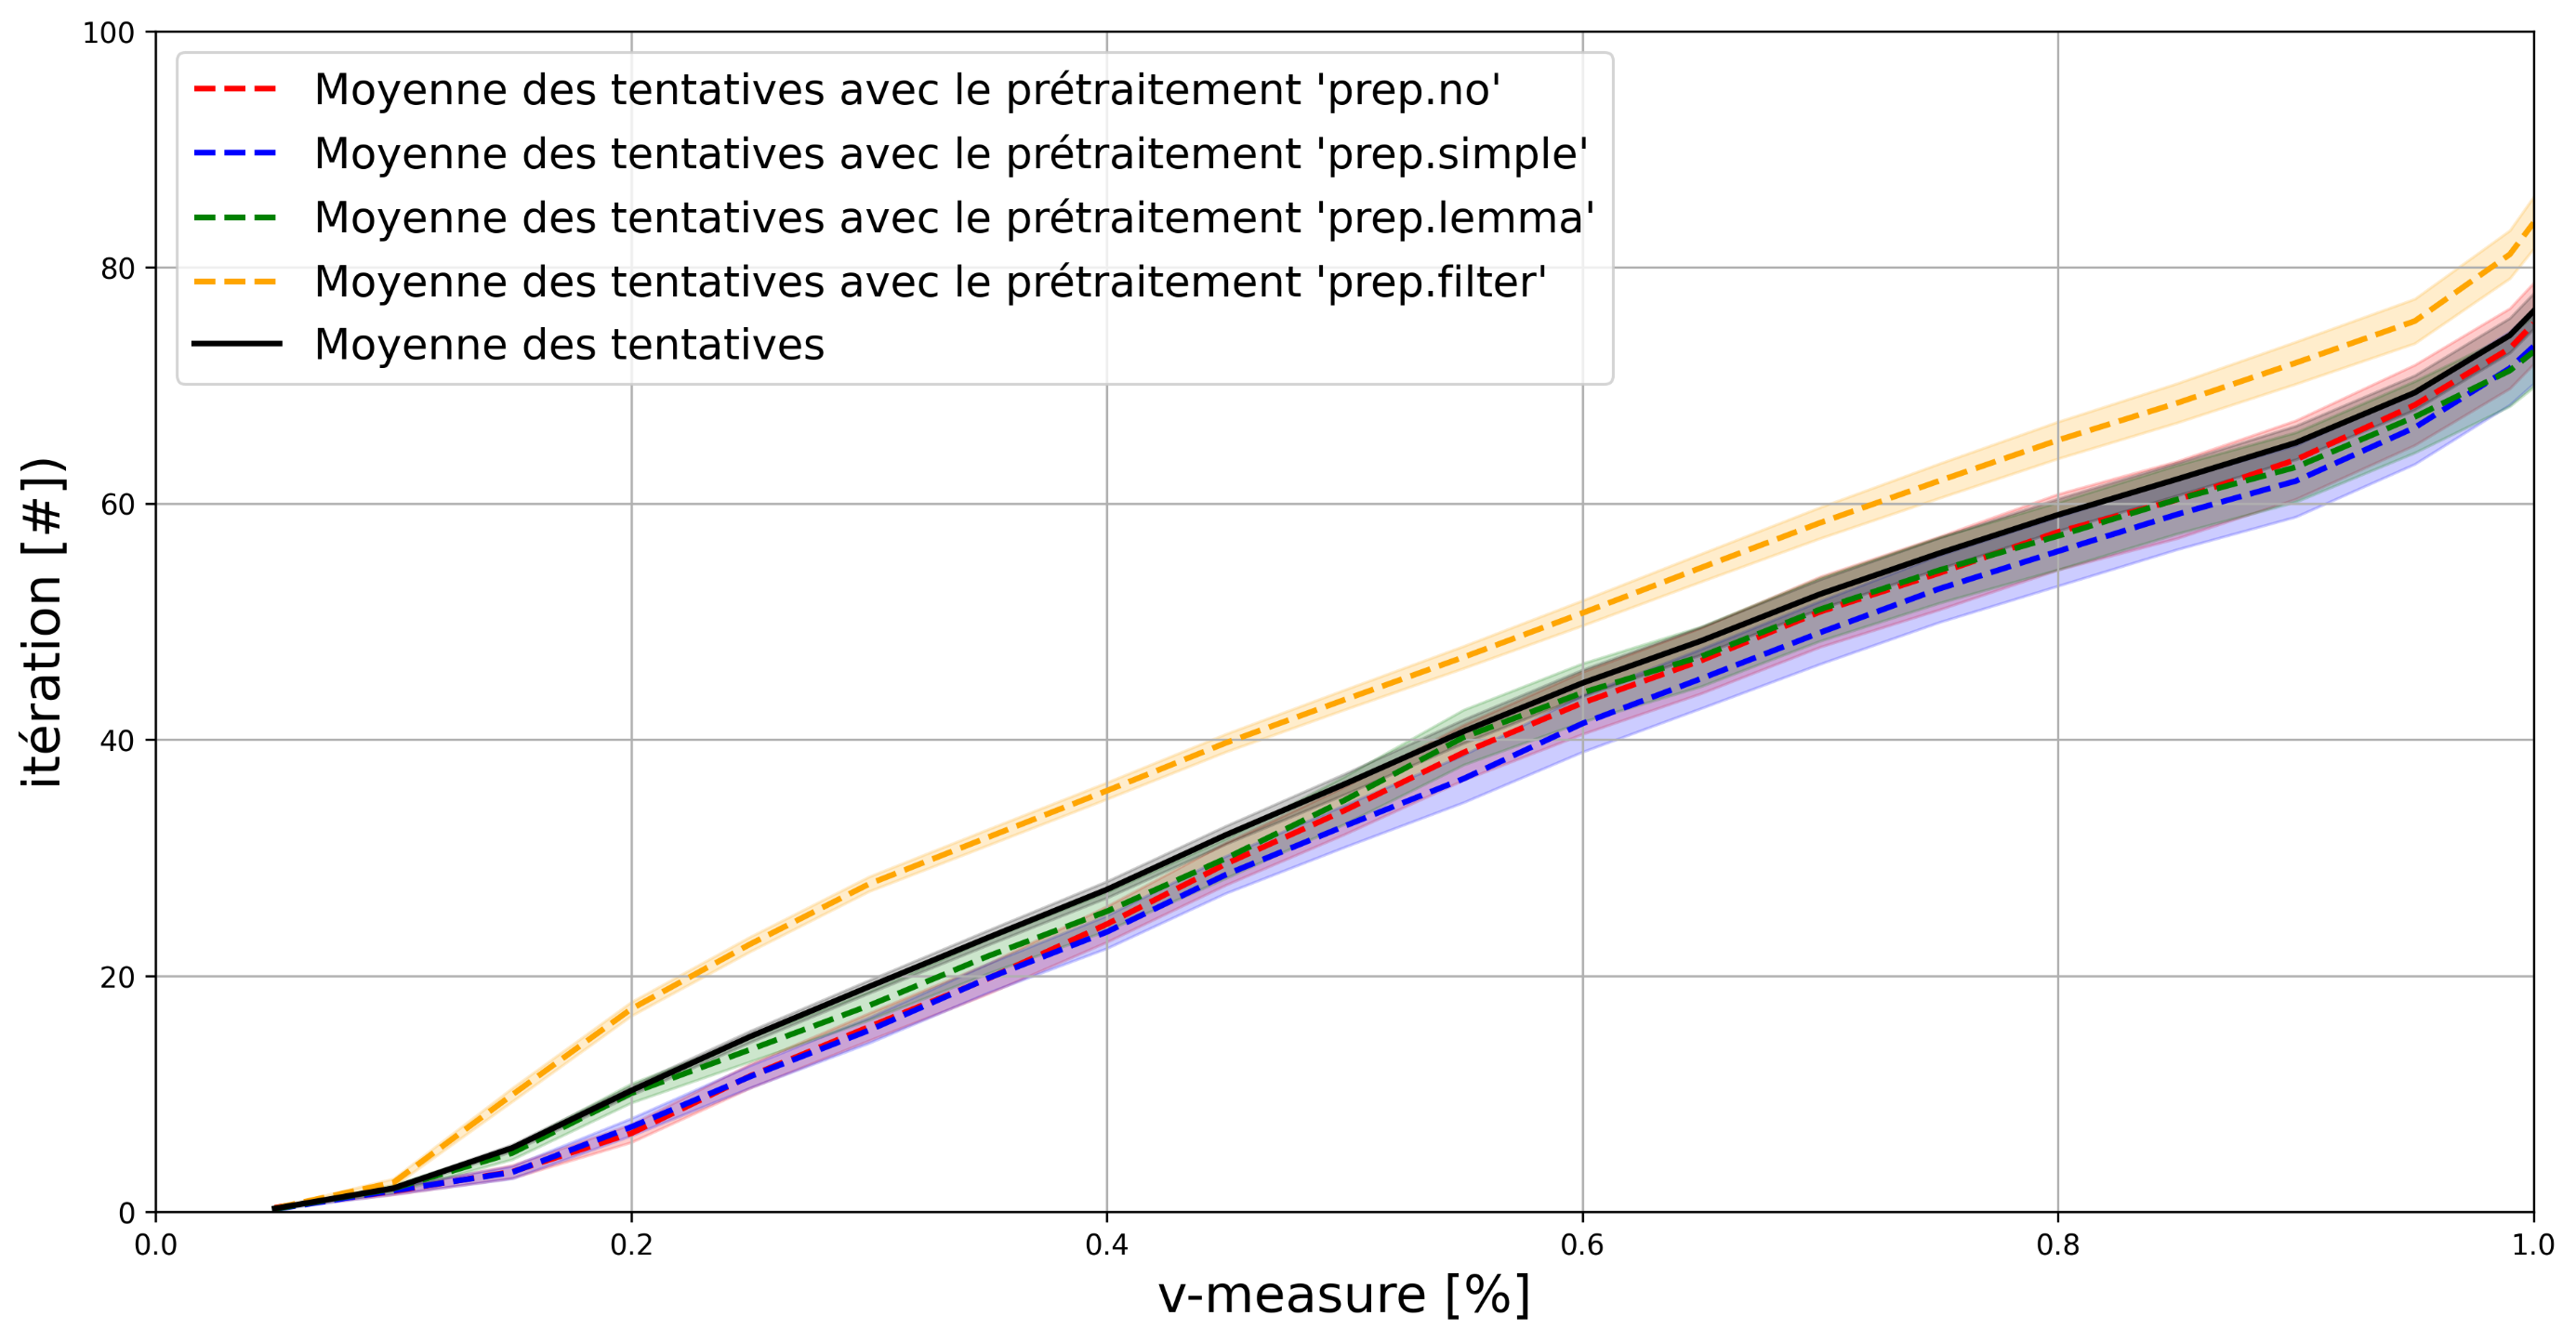 100
80
60
40
20
0
itération [#])
Moyenne des tentatives avec le prétraitement 'prep.no'
Moyenne des tentatives avec le prétraitement 'prep.simple'
Moyenne des tentatives avec le prétraitement 'prep.lemma'
Moyenne des tentatives avec le prétraitement 'prep.filter'
Moyenne des tentatives
0.0 0.2 0.4 0.6 0.8 1.0
v-measure [%]